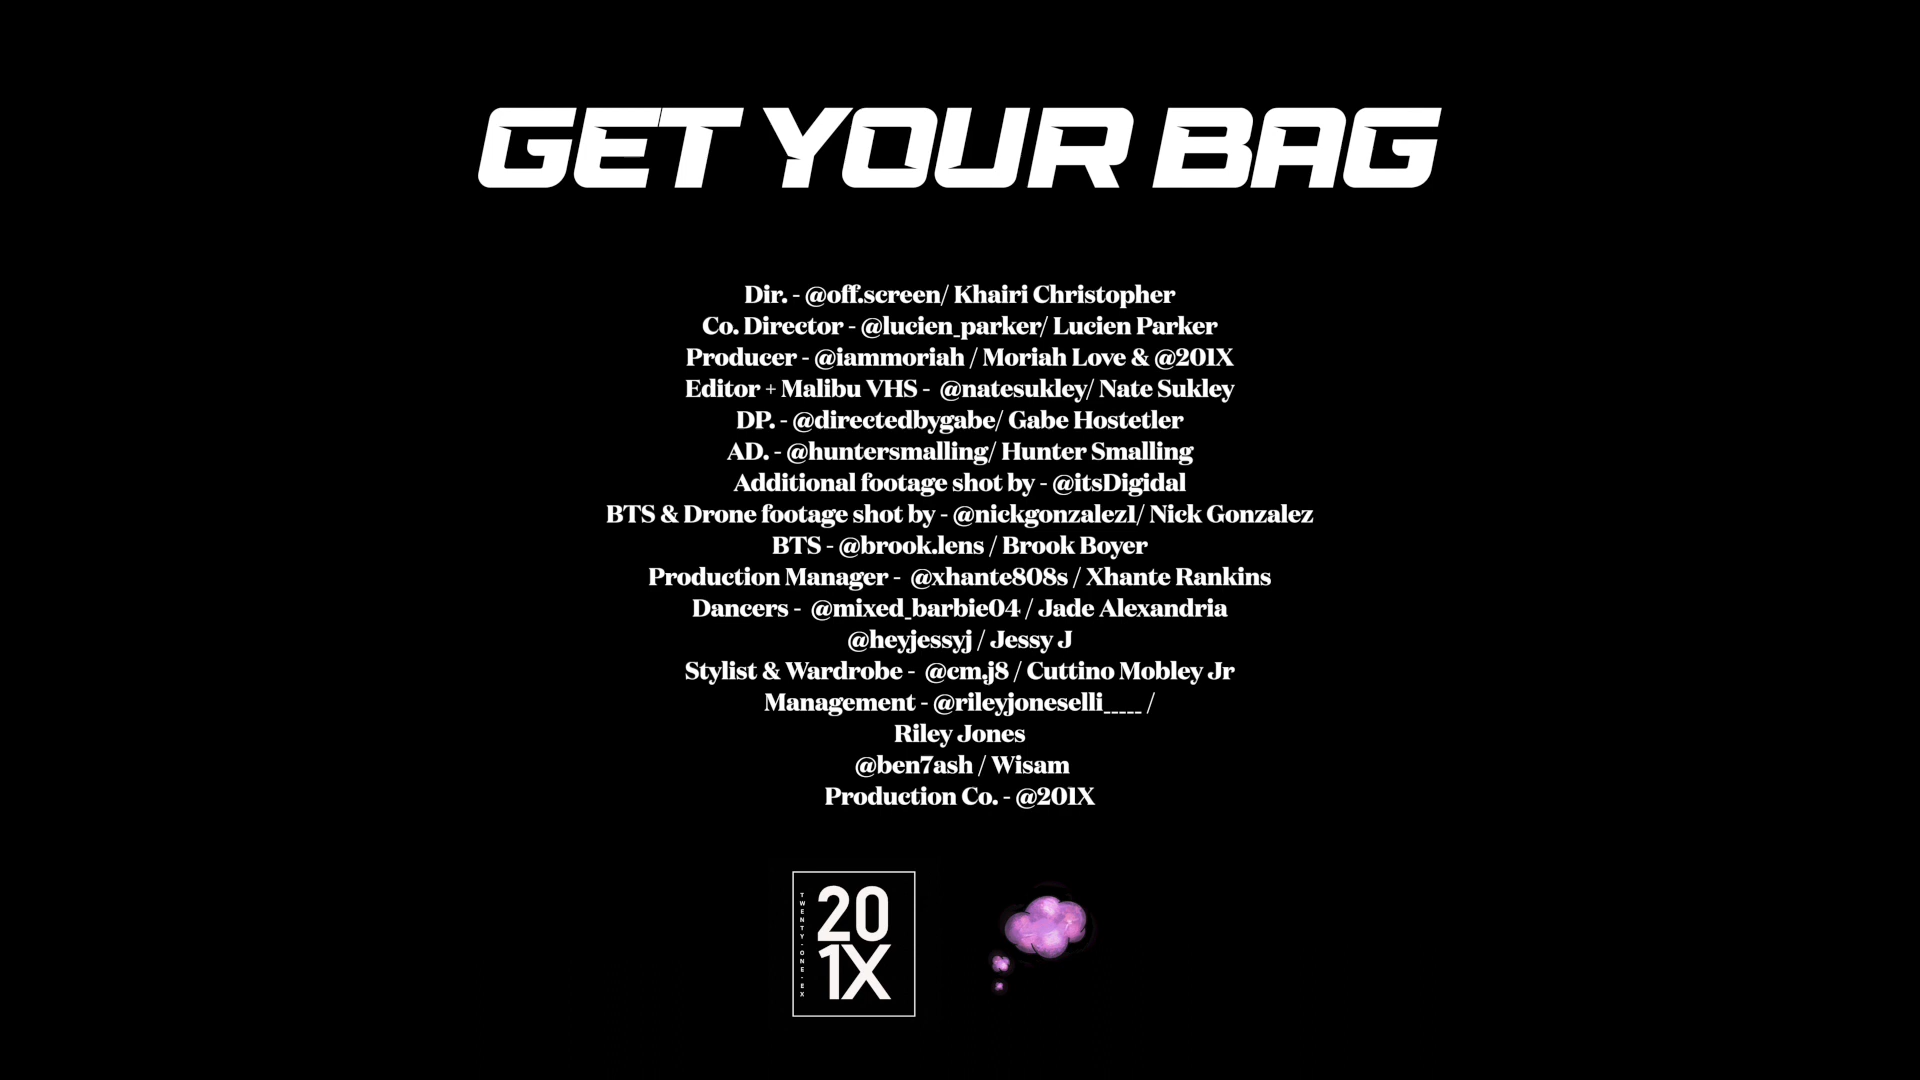 GET YOUR BAG
Dir. - @off.screen/ Khairi Christopher
Co. Director - @lucien_parker/ Lucien Parker
Producer - @iammoriah / Moriah Love & @201X
Editor + Malibu VHS - @natesukley/ Nate Sukley
DP. - @directedbygabe/ Gabe Hostetler
AD. - @huntersmalling/ Hunter Smalling
Additional footage shot by - @itsDigidal
BTS & Drone footage shot by - @nickgonzalez1/ Nick Gonzalez
BTS - @brook.lens / Brook Boyer
Production Manager - @xhante808s / Xhante Rankins
Dancers - @mixed_barbie04 / Jade Alexandria
@heyjessyj / Jessy J
Stylist & Wardrobe - @cm.j8 / Cuttino Mobley Jr
Management - @rileyjoneselli_____ /
Riley Jones
@ben7ash / Wisam
Production Co. - @201X
TWENTY-ONE-EX
20
1X